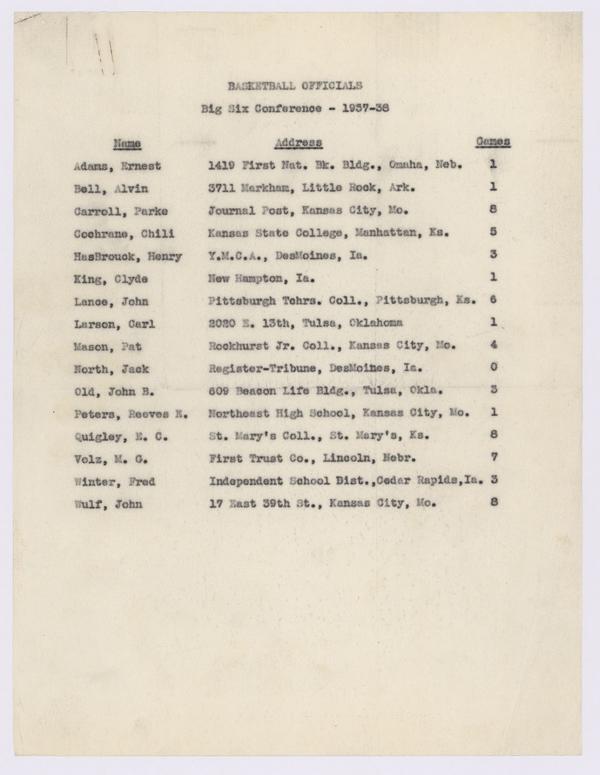 BASKETBALL OFFICIALS
Big Six Conference - 1937-38
Name Address Games
Adams, Ernest 1419 First Nat. Bk. Bldg., Omaha, Neb. 1
Bell, Alvin 3711 Markham, Little Rock, Ark. 1
Carroll, Parke Journal Post, Kansas City, Mo. 8
Cochrane, Chili Kansas State College, Manhattan, Ks. 5
HasBrouck, Henry Y.M.C.A., DesMoines, Ia. 3
King, Clyde New Hampton, Ia. 1
Lance, John Pittsburgh Tchrs. Coll., Pittsburgh, Ks. 6
Larson, Carl 2020 E. 13th, Tulsa, Oklahoma 1
Mason, Pat Rockhurst Jr. Coll., Kansas City, Mo. 4
North, Jack Register-Tribune, DesMoines, Ia. 0
Old, John B. 609 Beacon Life Bldg., Tulsa, Okla. 3
Peters, Reeves E. Northeast High School, Kansas City, Mo. 1
Quigley, E. C. St. Mary's Coll., St. Mary's, Ks. 8
Volz, M. G. First Trust Co., Lincoln, Nebr. 7
Winter, Fred Independent School Dist.,Cedar Rapids,Ia. 3
Wulf, John 17 East 39th St., Kansas City, Mo. 8